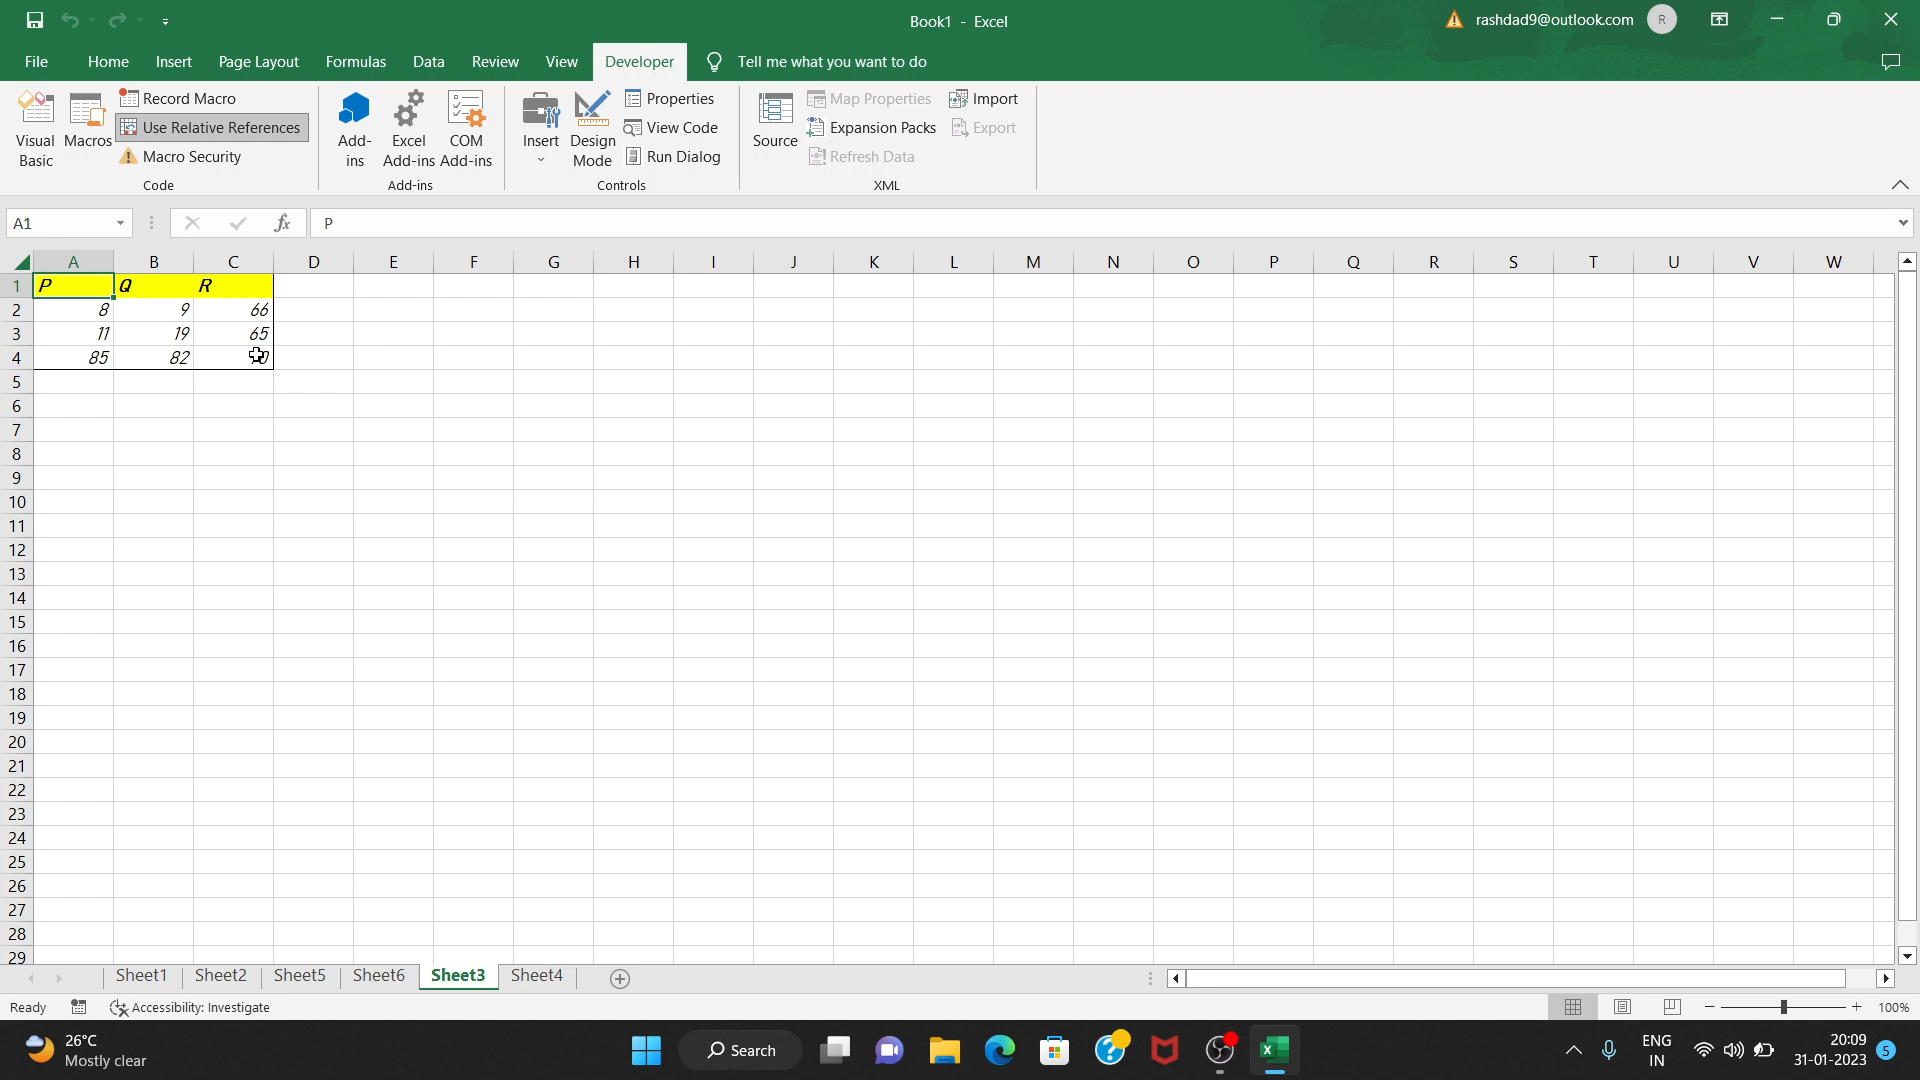 Book1 - Excel
rashdad9@outlook.com
R
File Home Insert Page Layout Formulas Data Review View Developer Tell me what you want to do
Visual Basic
Macros
Record Macro
Use Relative References
Macro Security
Code
Add-ins
Excel Add-ins
COM Add-ins
Add-ins
Insert
Design Mode
Properties
View Code
Run Dialog
Controls
Source
Map Properties
Expansion Packs
Refresh Data
Import
Export
XML
A1
fx
P
A B C D E F G H I J K L M N O P Q R S T U V W
1 P Q R
2 8 9 66
3 11 19 65
4 85 82
5
6
7
8
9
10
11
12
13
14
15
16
17
18
19
20
21
22
23
24
25
26
27
28
29
Sheet1 Sheet2 Sheet5 Sheet6 Sheet3 Sheet4
Ready
Accessibility: Investigate
100%
26°C
Mostly clear
Search
ENG
IN
20:09
31-01-2023
5